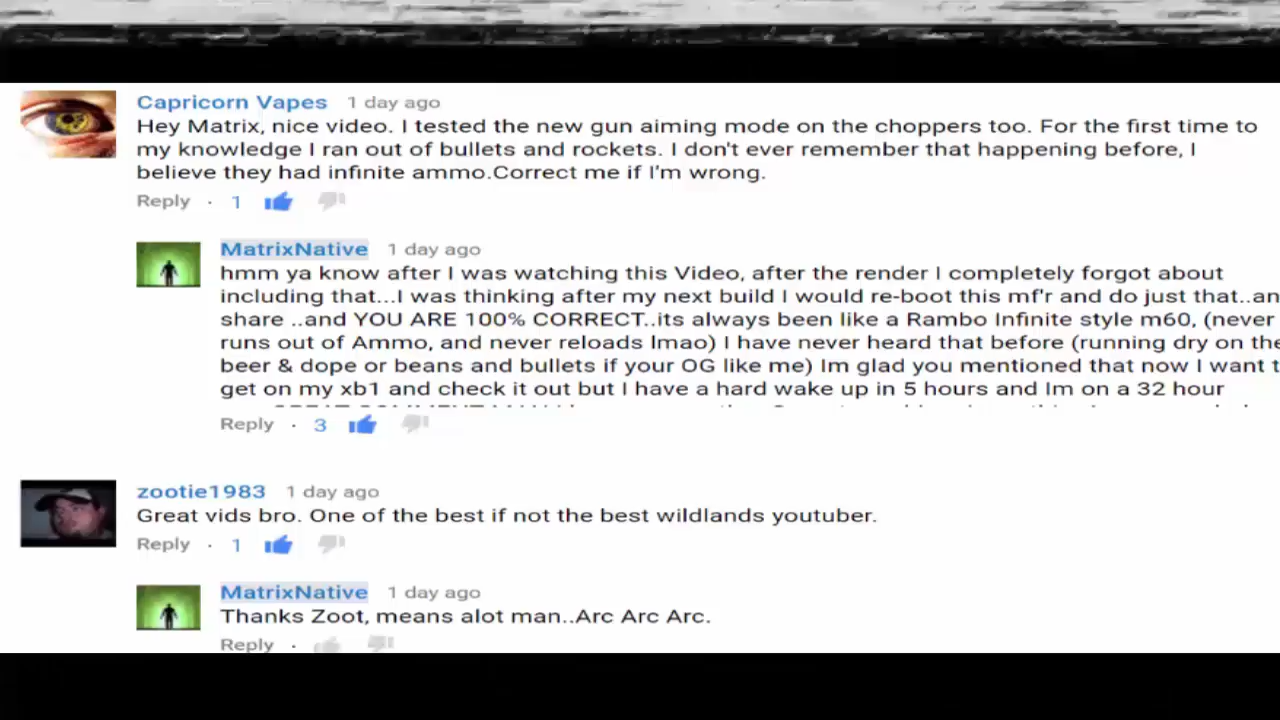 Capricorn Vapes 1 day ago
Hey Matrix, nice video. I tested the new gun aiming mode on the choppers too. For the first time to
my knowledge I ran out of bullets and rockets. I don't ever remember that happening before, I
believe they had infinite ammo.Correct me if I'm wrong.
Reply · 1
MatrixNative 1 day ago
hmm ya know after I was watching this Video, after the render I completely forgot about
including that...I was thinking after my next build I would re-boot this mf'r and do just that..an
share ..and YOU ARE 100% CORRECT..its always been like a Rambo Infinite style m60, (never
runs out of Ammo, and never reloads lmao) I have never heard that before (running dry on the
beer & dope or beans and bullets if your OG like me) Im glad you mentioned that now I want t
get on my xb1 and check it out but I have a hard wake up in 5 hours and Im on a 32 hour
Reply · 3
zootie1983 1 day ago
Great vids bro. One of the best if not the best wildlands youtuber.
Reply · 1
MatrixNative 1 day ago
Thanks Zoot, means alot man..Arc Arc Arc.
Reply ·